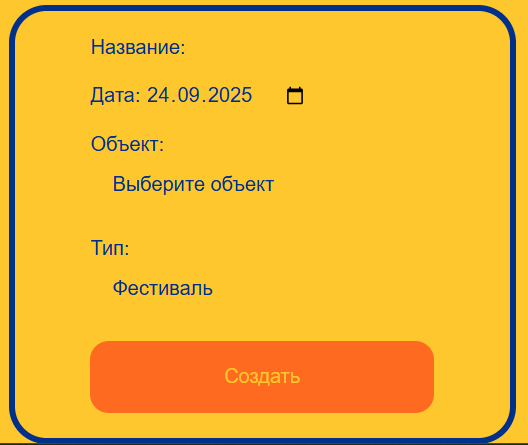 Название:
Дата: 24.09.2025
Объект:
Выберите объект
Тип:
Фестиваль
Создать